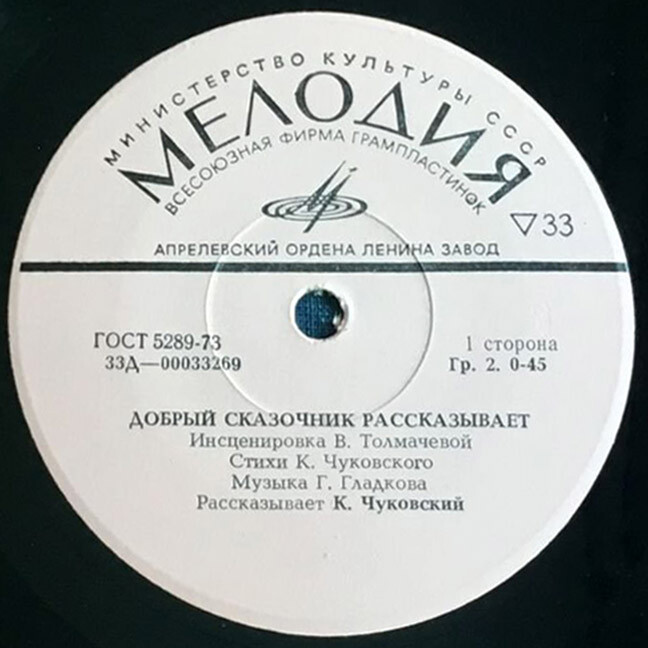 МИНИСТЕРСТВО КУЛЬТУРЫ СССР
МЕЛОДИЯ
ВСЕСОЮЗНАЯ ФИРМА ГРАМПЛАСТИНОК
▽33
АПРЕЛЕВСКИЙ ОРДЕНА ЛЕНИНА ЗАВОД
ГОСТ 5289-73
1 сторона
33Д—00033269
Гр. 2. 0-45
ДОБРЫЙ СКАЗОЧНИК РАССКАЗЫВАЕТ
Инсценировка В. Толмачевой
Стихи К. Чуковского
Музыка Г. Гладкова
Рассказывает К. Чуковский